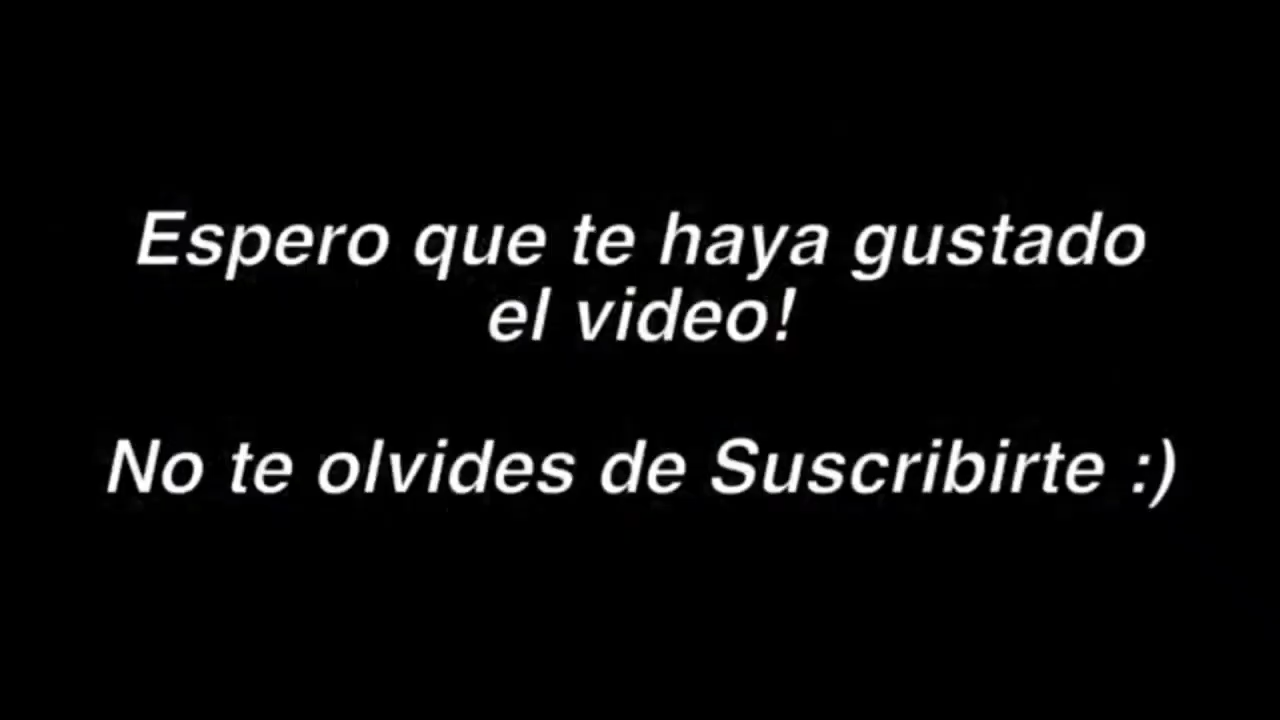 Espero que te haya gustado
el video!
No te olvides de Suscribirte :)